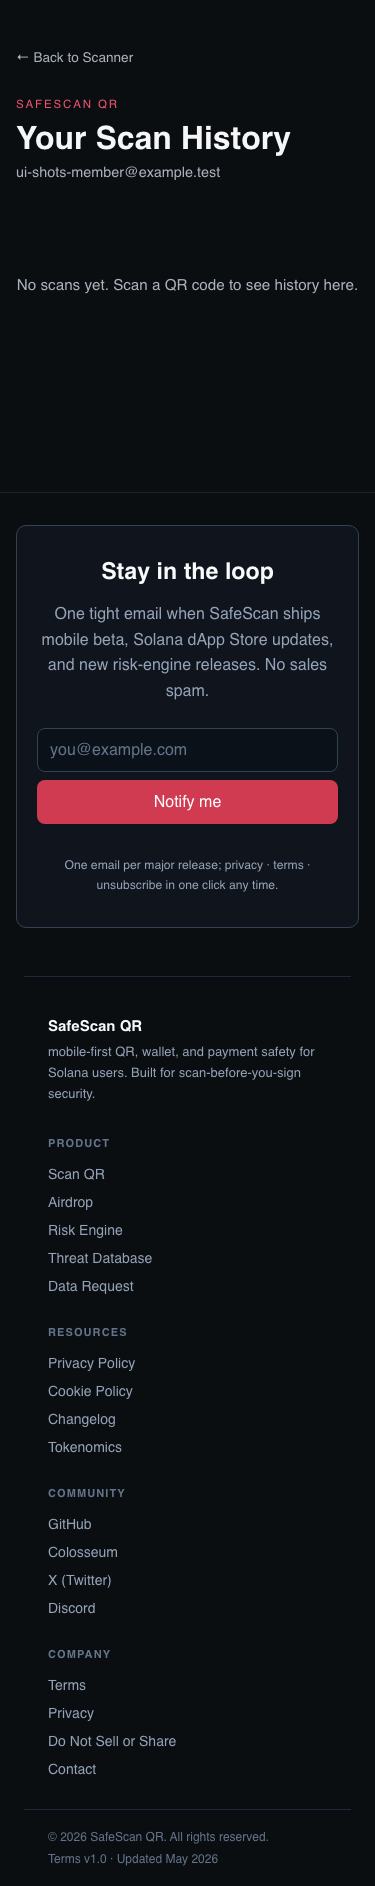 ← Back to Scanner
SAFESCAN QR
Your Scan History
ui-shots-member@example.test
No scans yet. Scan a QR code to see history here.
Stay in the loop
One tight email when SafeScan ships
mobile beta, Solana dApp Store updates,
and new risk-engine releases. No sales
spam.
you@example.com
Notify me
One email per major release; privacy · terms ·
unsubscribe in one click any time.
SafeScan QR
mobile-first QR, wallet, and payment safety for
Solana users. Built for scan-before-you-sign
security.
PRODUCT
Scan QR
Airdrop
Risk Engine
Threat Database
Data Request
RESOURCES
Privacy Policy
Cookie Policy
Changelog
Tokenomics
COMMUNITY
GitHub
Colosseum
X (Twitter)
Discord
COMPANY
Terms
Privacy
Do Not Sell or Share
Contact
© 2026 SafeScan QR. All rights reserved.
Terms v1.0 · Updated May 2026